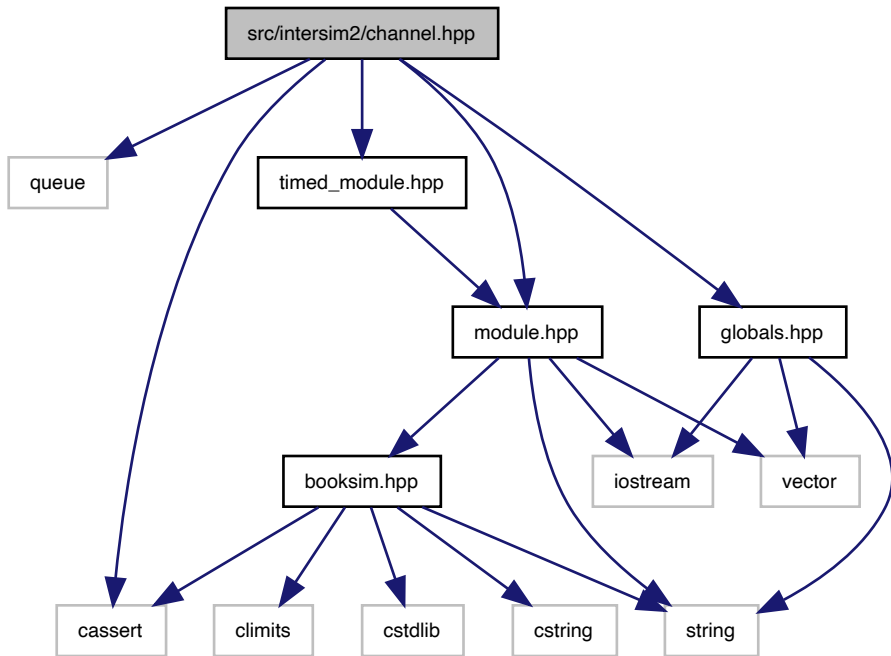 src/intersim2/channel.hpp
queue
timed_module.hpp
module.hpp
globals.hpp
booksim.hpp
iostream
vector
cassert
climits
cstdlib
cstring
string